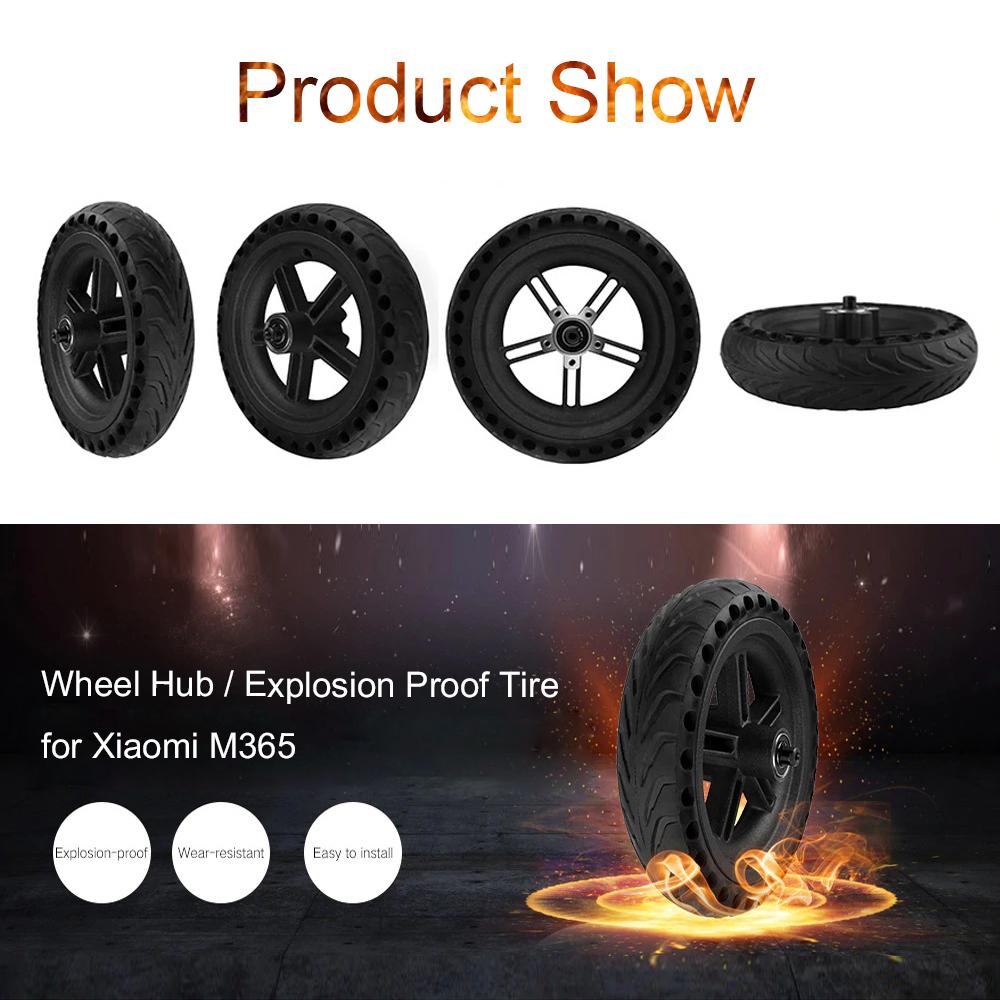 Product Show
Wheel Hub / Explosion Proof Tire
for Xiaomi M365
Explosion-proof
Wear-resistant
Easy to install